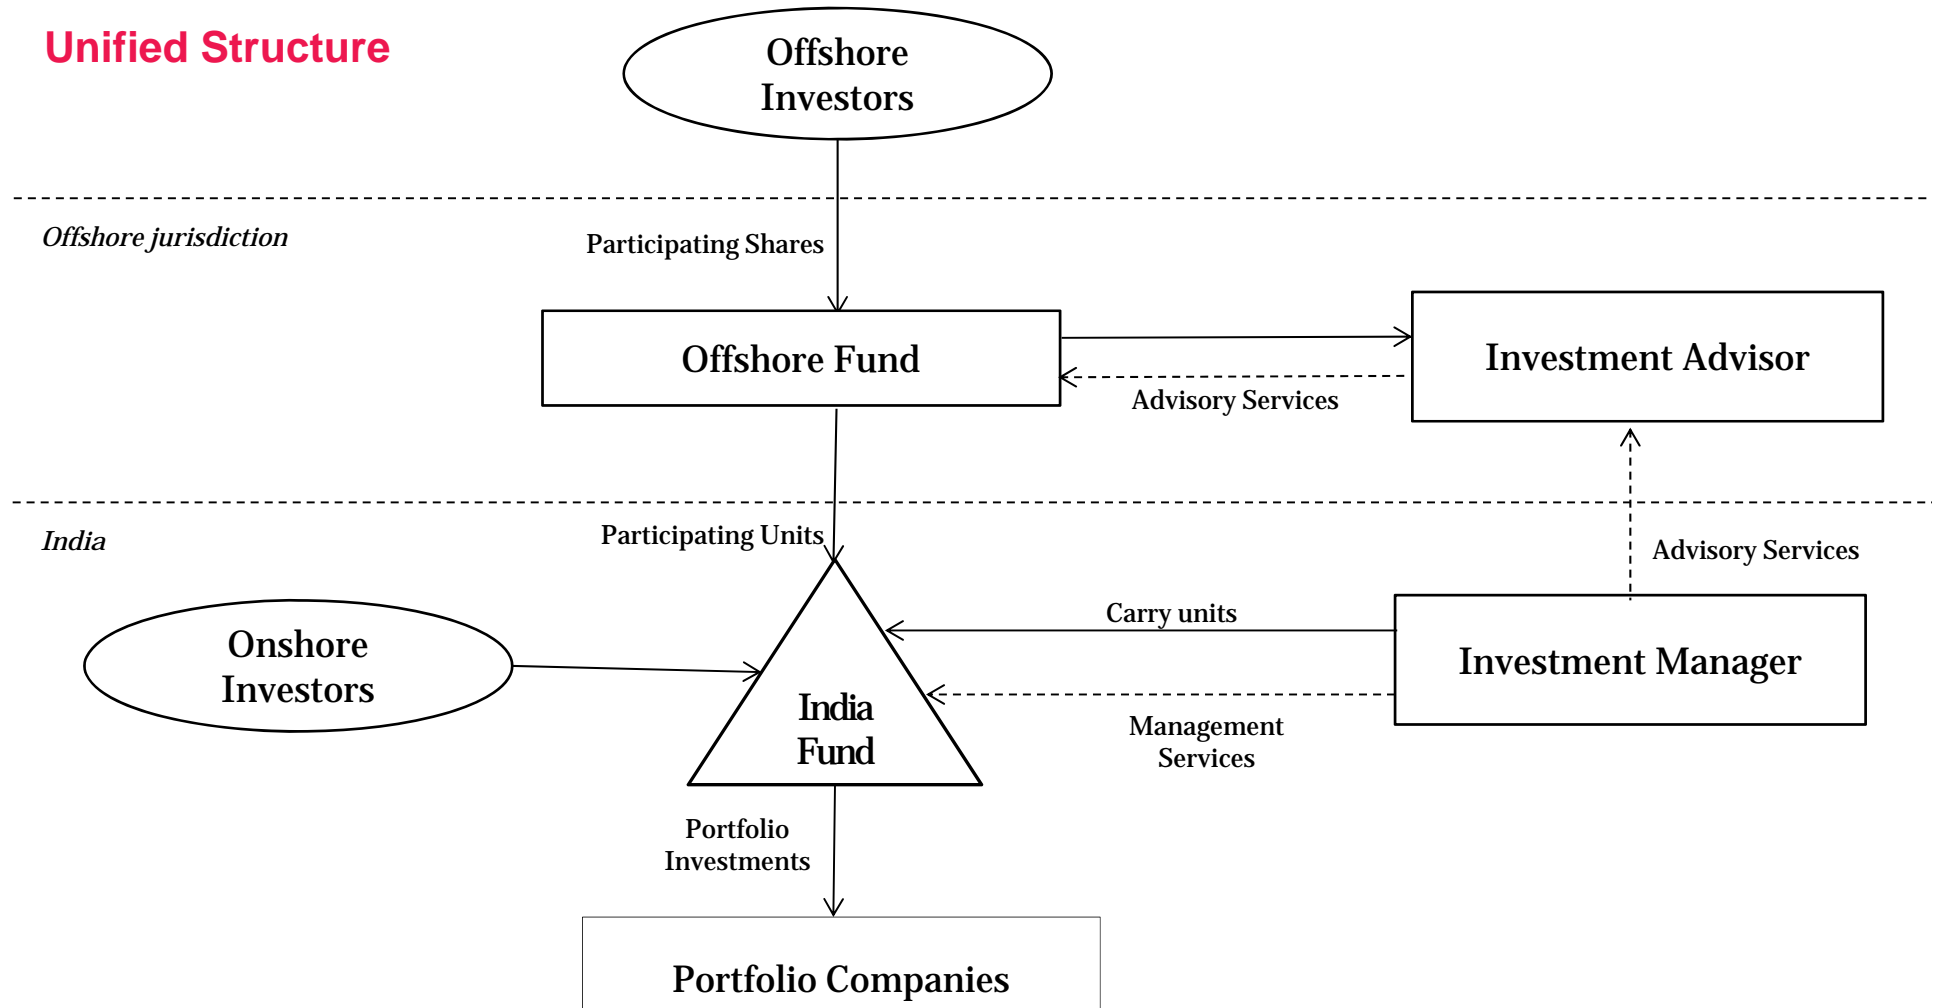 Unified Structure
Offshore
Investors
Offshore jurisdiction
Participating Shares
Offshore Fund
Investment Advisor
Advisory Services
India
Participating Units
Advisory Services
Carry units
Onshore
Investors
Investment Manager
India
Fund
Management
Services
Portfolio
Investments
Portfolio Companies